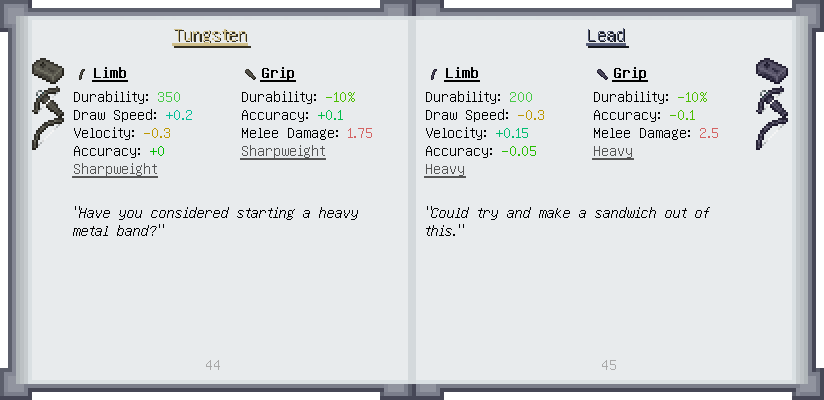 Tungsten
Limb
Durability: 350
Draw Speed: +0.2
Velocity: -0.3
Accuracy: +0
Sharpweight
Grip
Durability: -10%
Accuracy: +0.1
Melee Damage: 1.75
Sharpweight
"Have you considered starting a heavy
metal band?"
44
Lead
Limb
Durability: 200
Draw Speed: -0.3
Velocity: +0.15
Accuracy: -0.05
Heavy
Grip
Durability: -10%
Accuracy: -0.1
Melee Damage: 2.5
Heavy
"Could try and make a sandwich out of
this."
45